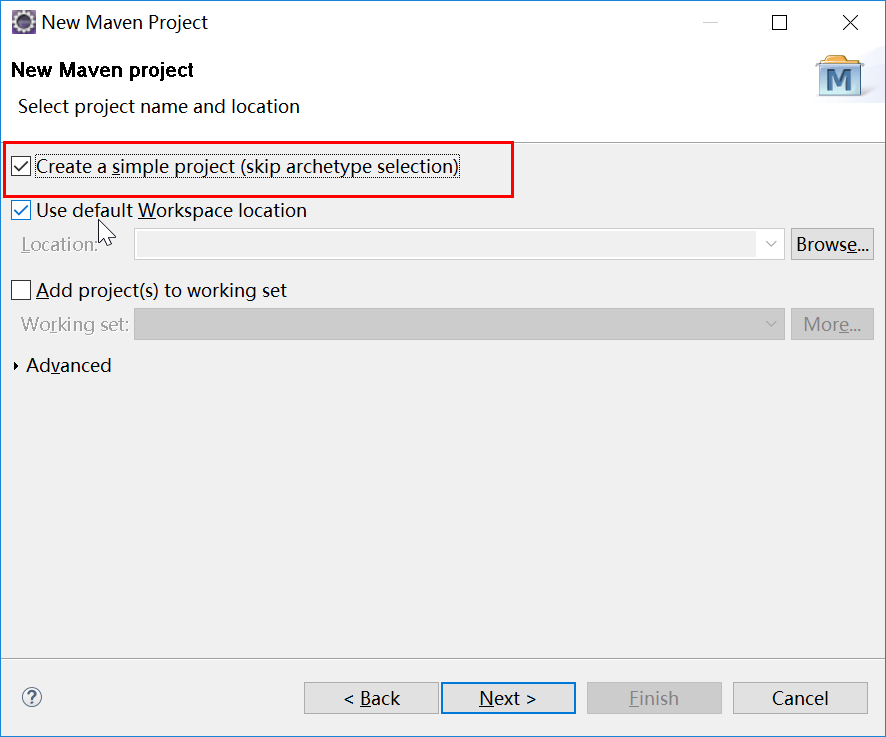 New Maven Project
New Maven project
Select project name and location
M
Create a simple project (skip archetype selection)
Use default Workspace location
Location:
Browse...
Add project(s) to working set
Working set:
More...
Advanced
?
< Back
Next >
Finish
Cancel